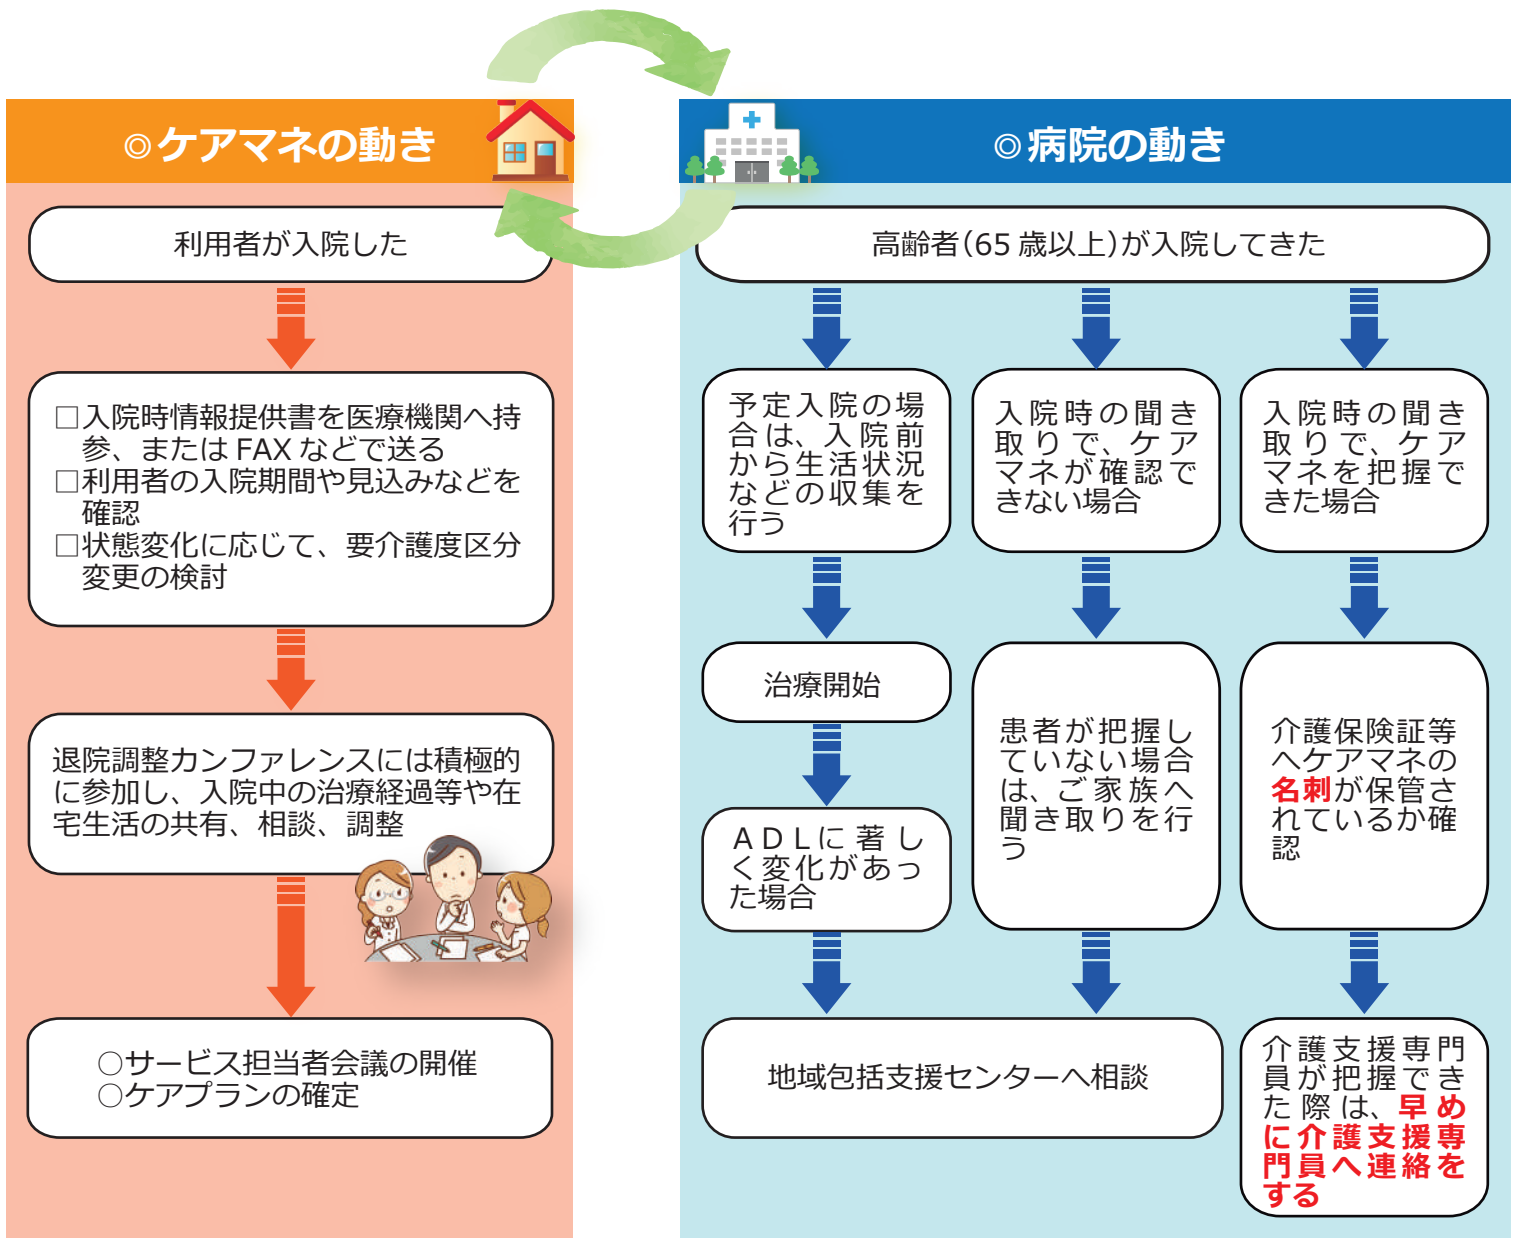 ◎ケアマネの動き
利用者が入院した
□入院時情報提供書を医療機関へ持
参、または FAX などで送る
□利用者の入院期間や見込みなどを
確認
□状態変化に応じて、要介護度区分
変更の検討
退院調整カンファレンスには積極的
に参加し、入院中の治療経過等や在
宅生活の共有、相談、調整
○サービス担当者会議の開催
○ケアプランの確定
◎病院の動き
高齢者(65 歳以上)が入院してきた
予定入院の場
合は、入院前
から生活状況
などの収集を
行う
治療開始
ADLに著し
く変化があっ
た場合
入院時の聞き
取りで、ケア
マネが確認で
きない場合
患者が把握し
ていない場合
は、ご家族へ
聞き取りを行
う
地域包括支援センターへ相談
入院時の聞き
取りで、ケア
マネを把握で
きた場合
介護保険証等
へケアマネの
名刺が保管さ
れているか確
認
介護支援専門
員が把握でき
た際は、早め
に介護支援専
門員へ連絡を
する